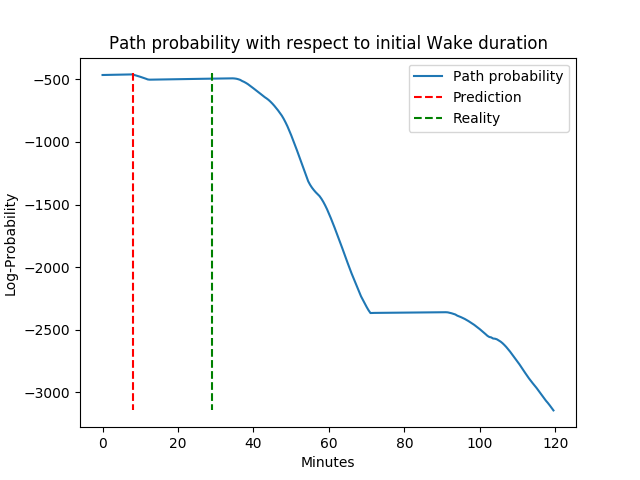 Path probability with respect to initial Wake duration
Path probability
Prediction
Reality
Log-Probability
−500
−1000
−1500
−2000
−2500
−3000
0 20 40 60 80 100 120
Minutes